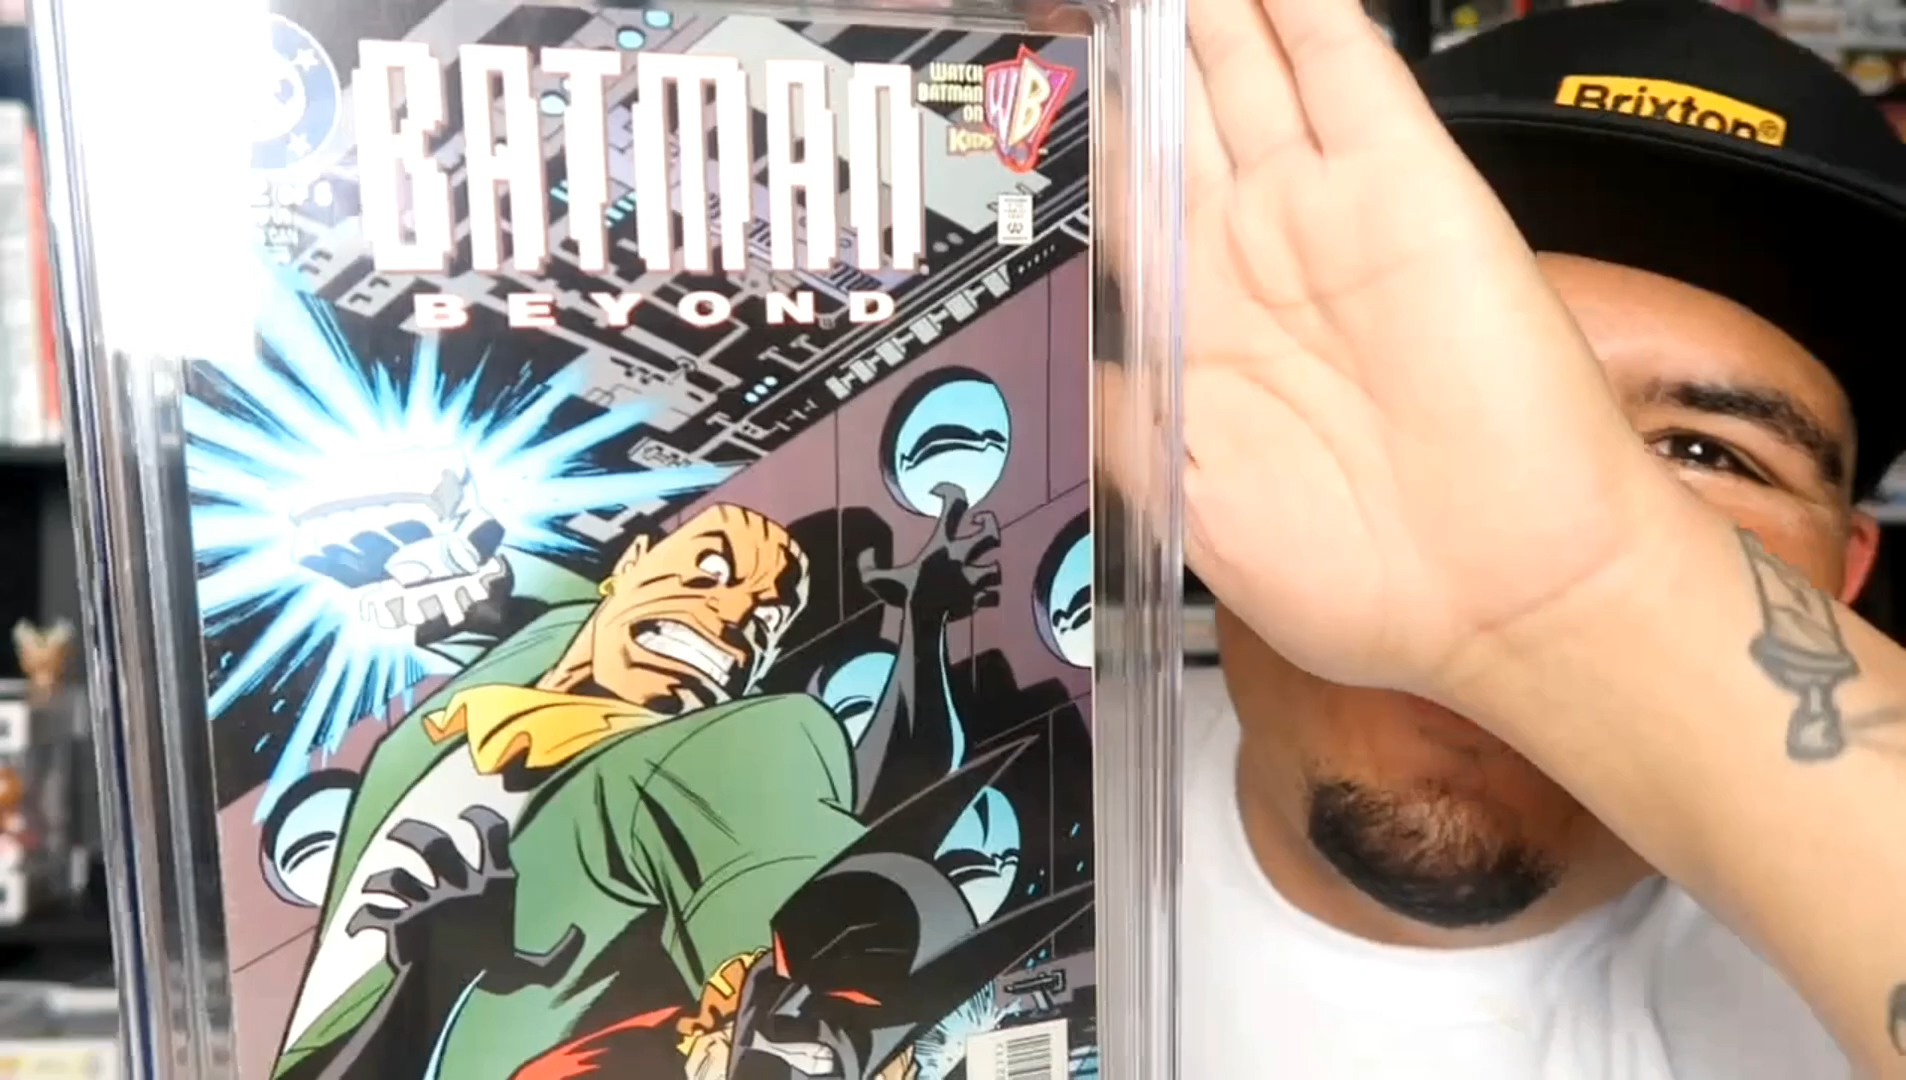 BATMAN
BEYOND
WATCH
BATMAN
ON
KIDS
WB
Brixton®